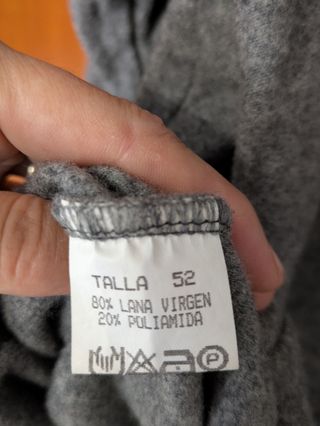 TALLA 52
80% LANA VIRGEN
20% POLIAMIDA
P